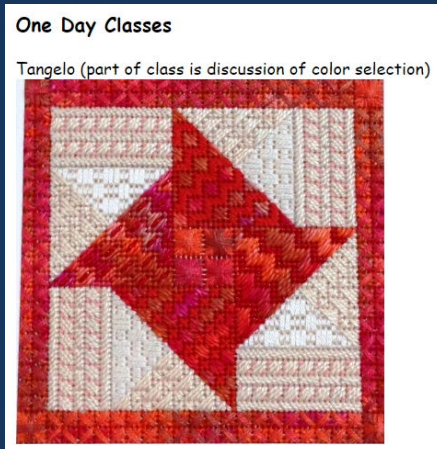 One Day Classes
Tangelo (part of class is discussion of color selection)